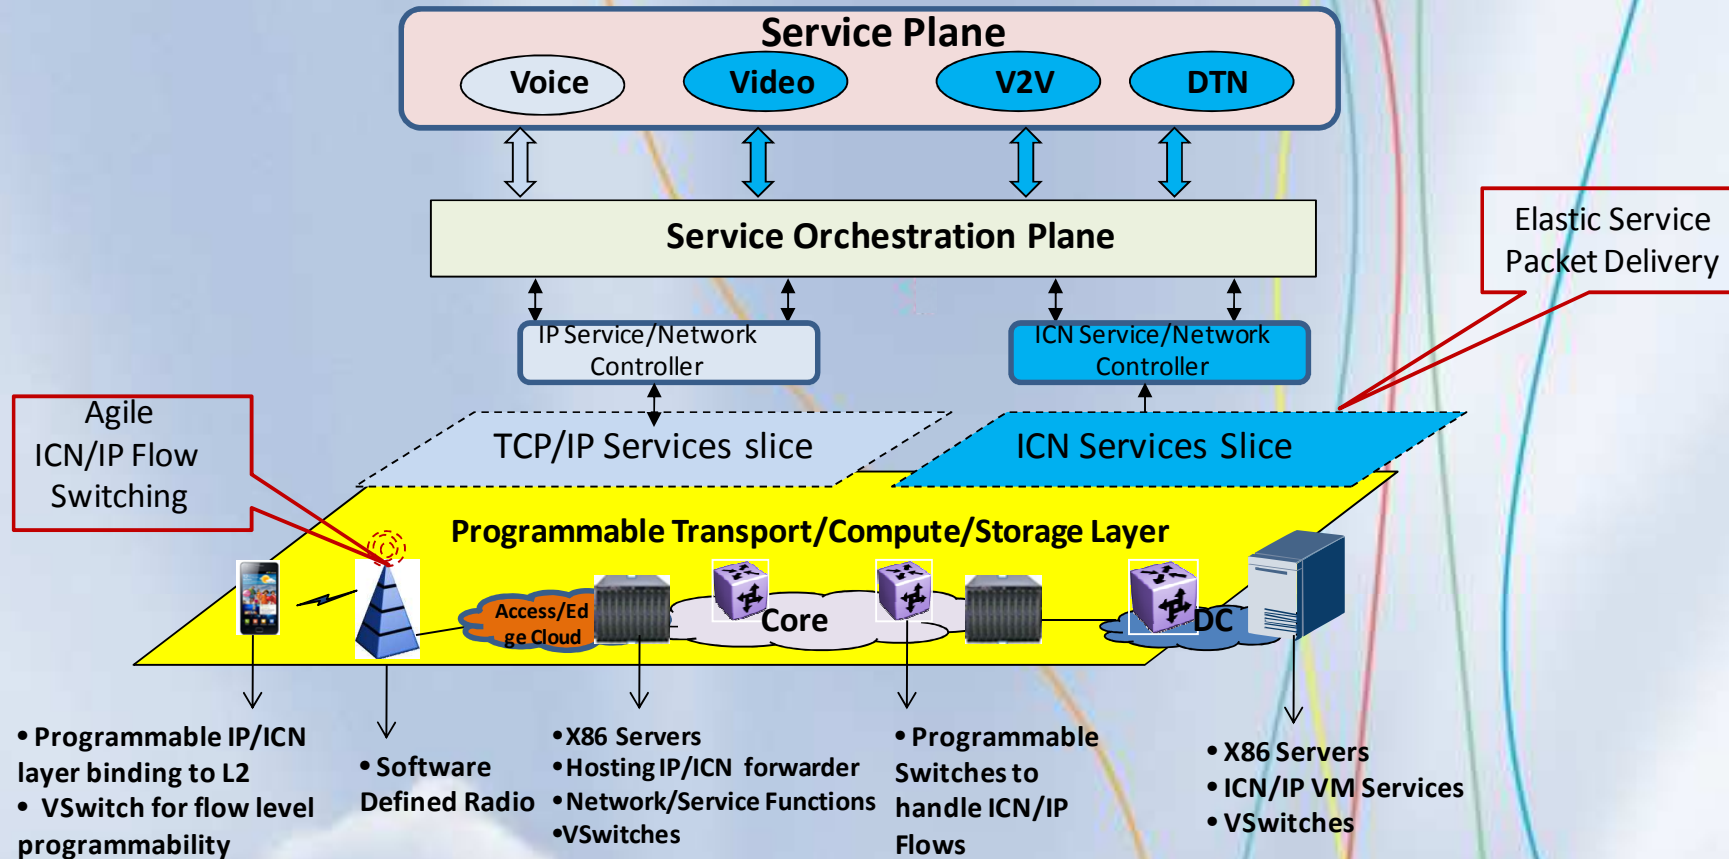 Service Plane
Voice
Video
V2V
DTN
Service Orchestration Plane
Elastic Service
Packet Delivery
IP Service/Network
Controller
ICN Service/Network
Controller
Agile
ICN/IP Flow
Switching
TCP/IP Services slice
ICN Services Slice
Programmable Transport/Compute/Storage Layer
Access/Ed
ge Cloud
Core
DC
• Programmable IP/ICN
layer binding to L2
• VSwitch for flow level
programmability
• Software
Defined Radio
•X86 Servers
•Hosting IP/ICN forwarder
•Network/Service Functions
•VSwitches
• Programmable
Switches to
handle ICN/IP
Flows
• X86 Servers
• ICN/IP VM Services
• VSwitches